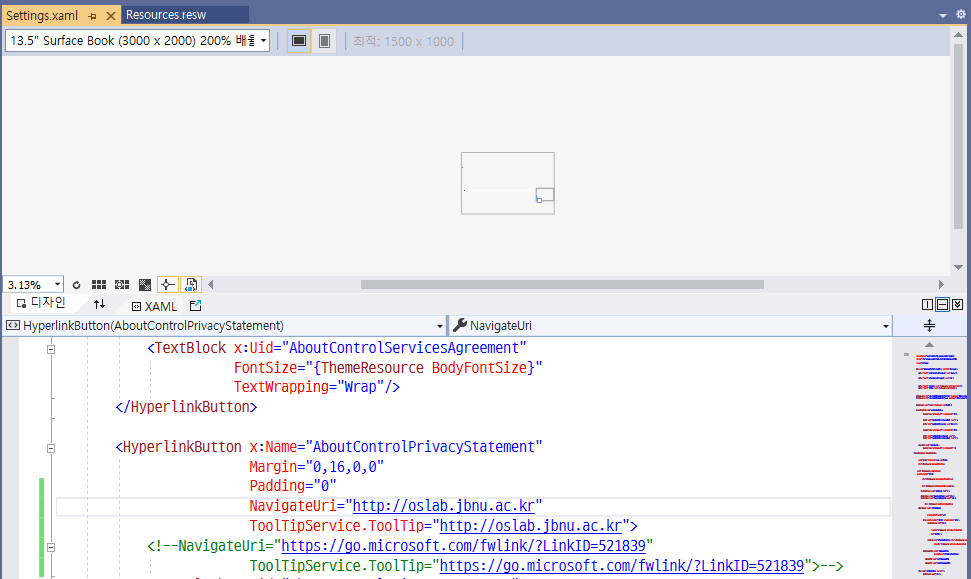 Settings.xaml
Resources.resw
13.5" Surface Book (3000 x 2000) 200% 배율
최적: 1500 x 1000
3.13%
디자인
XAML
HyperlinkButton(AboutControlPrivacyStatement)
NavigateUri
<TextBlock x:Uid="AboutControlServicesAgreement"
FontSize="{ThemeResource BodyFontSize}"
TextWrapping="Wrap"/>
</HyperlinkButton>
<HyperlinkButton x:Name="AboutControlPrivacyStatement"
Margin="0,16,0,0"
Padding="0"
NavigateUri="http://oslab.jbnu.ac.kr"
ToolTipService.ToolTip="http://oslab.jbnu.ac.kr">
<!--NavigateUri="https://go.microsoft.com/fwlink/?LinkID=521839"
ToolTipService.ToolTip="https://go.microsoft.com/fwlink/?LinkID=521839">-->